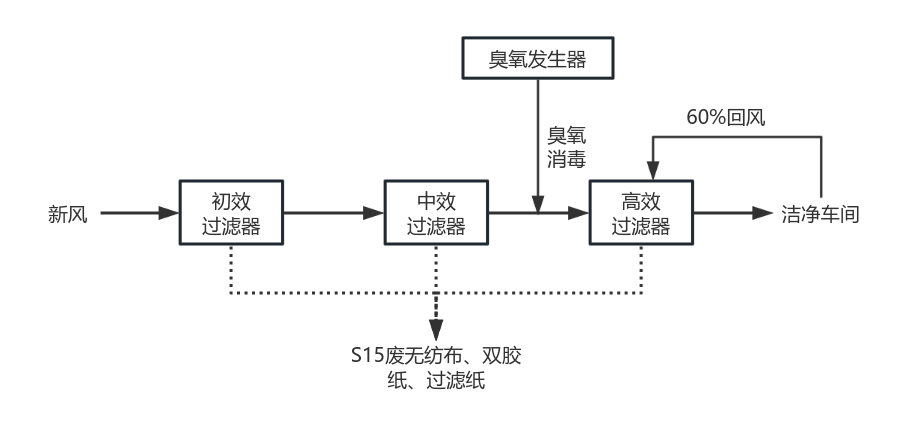 臭氧发生器
60%回风
臭氧
消毒
新风
初效
过滤器
中效
过滤器
高效
过滤器
洁净车间
S15废无纺布、双胶
纸、过滤纸